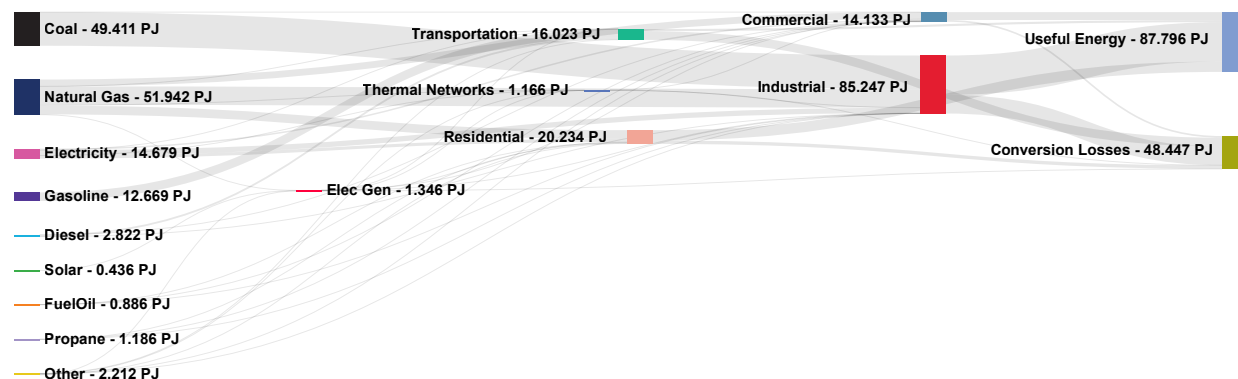 Coal - 49.411 PJ
Natural Gas - 51.942 PJ
Electricity - 14.679 PJ
Gasoline - 12.669 PJ
Diesel - 2.822 PJ
Solar - 0.436 PJ
FuelOil - 0.886 PJ
Propane - 1.186 PJ
Other - 2.212 PJ
Elec Gen - 1.346 PJ
Transportation - 16.023 PJ
Thermal Networks - 1.166 PJ
Residential - 20.234 PJ
Commercial - 14.133 PJ
Industrial - 85.247 PJ
Useful Energy - 87.796 PJ
Conversion Losses - 48.447 PJ